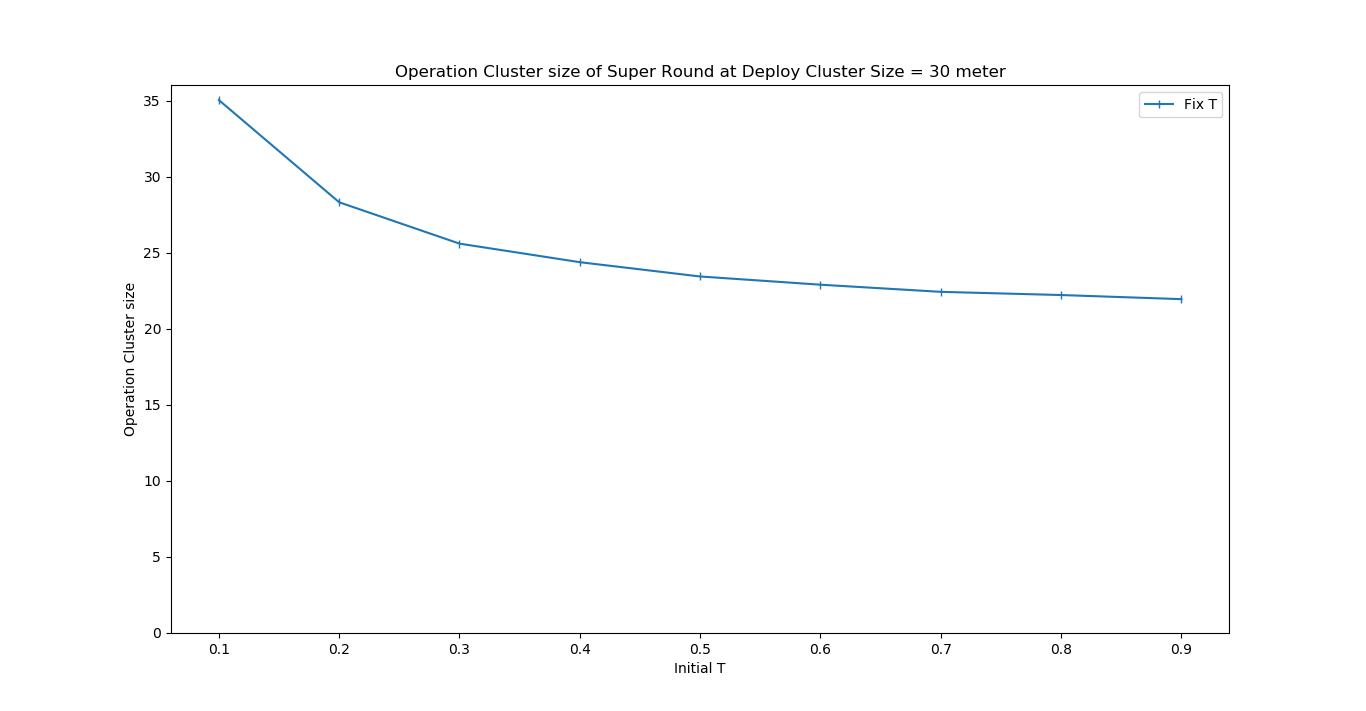 Operation Cluster size of Super Round at Deploy Cluster Size = 30 meter
Fix T
35
30
25
20
15
10
5
0
Operation Cluster size
0.1 0.2 0.3 0.4 0.5 0.6 0.7 0.8 0.9
Initial T